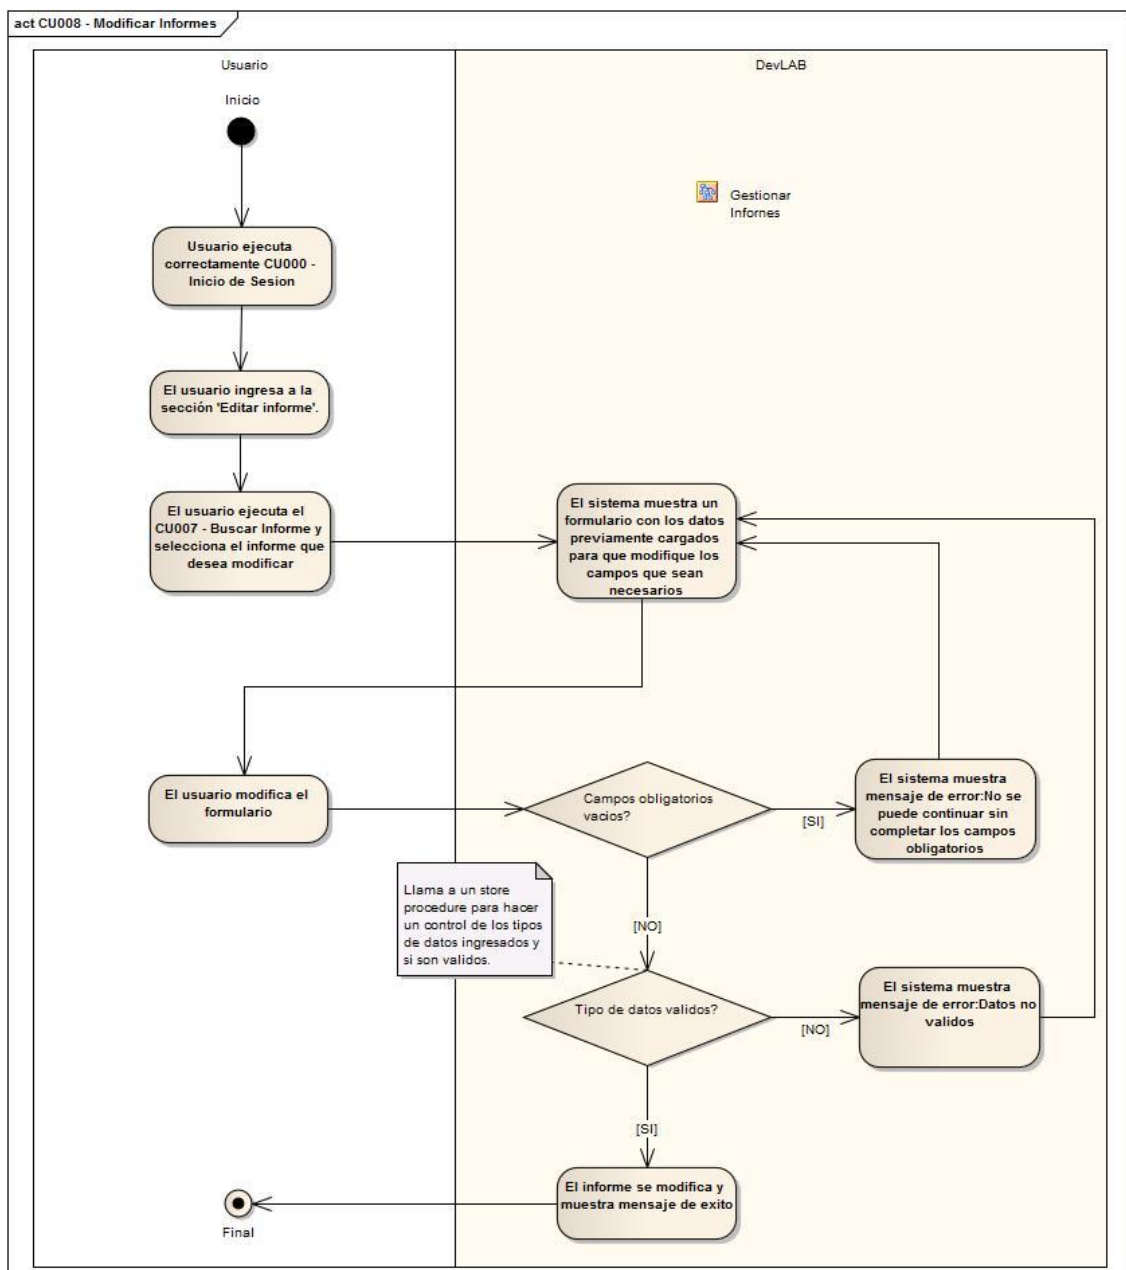 act CU008 - Modificar Informes
Usuario
DevLAB
Inicio
Gestionar
Infornes
Usuario ejecuta
correctamente CU000 -
Inicio de Sesion
El usuario ingresa a la
sección 'Editar informe'.
El usuario ejecuta el
CU007 - Buscar Informe y
selecciona el informe que
desea modificar
El sistema muestra un
formulario con los datos
previamente cargados
para que modifique los
campos que sean
necesarios
El usuario modifica el
formulario
Campos obligatorios
vacios?
[SI]
El sistema muestra
mensaje de error:No se
puede continuar sin
completar los campos
obligatorios
[NO]
Llama a un store
procedure para hacer
un control de los tipos
de datos ingresados y
si son validos.
Tipo de datos validos?
[NO]
El sistema muestra
mensaje de error:Datos no
validos
[SI]
El informe se modifica y
muestra mensaje de exito
Final